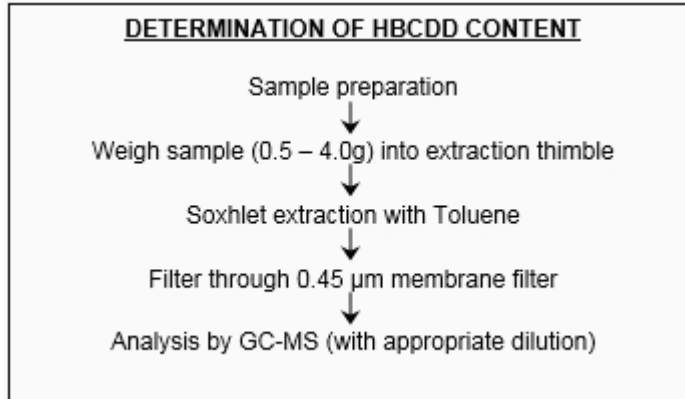 DETERMINATION OF HBCDD CONTENT
Sample preparation
Weigh sample (0.5 – 4.0g) into extraction thimble
Soxhlet extraction with Toluene
Filter through 0.45 µm membrane filter
Analysis by GC-MS (with appropriate dilution)